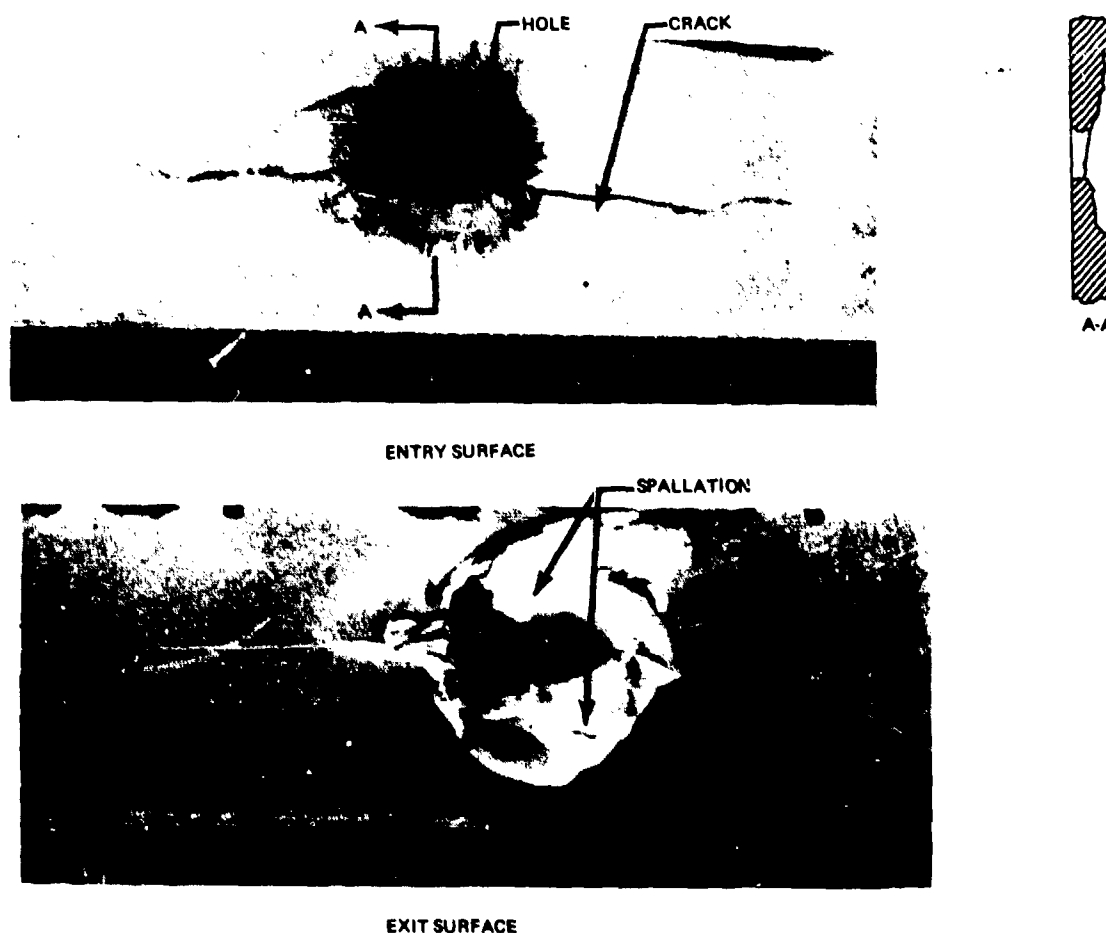 A
HOLE
CRACK
A
A-A
ENTRY SURFACE
SPALLATION
EXIT SURFACE